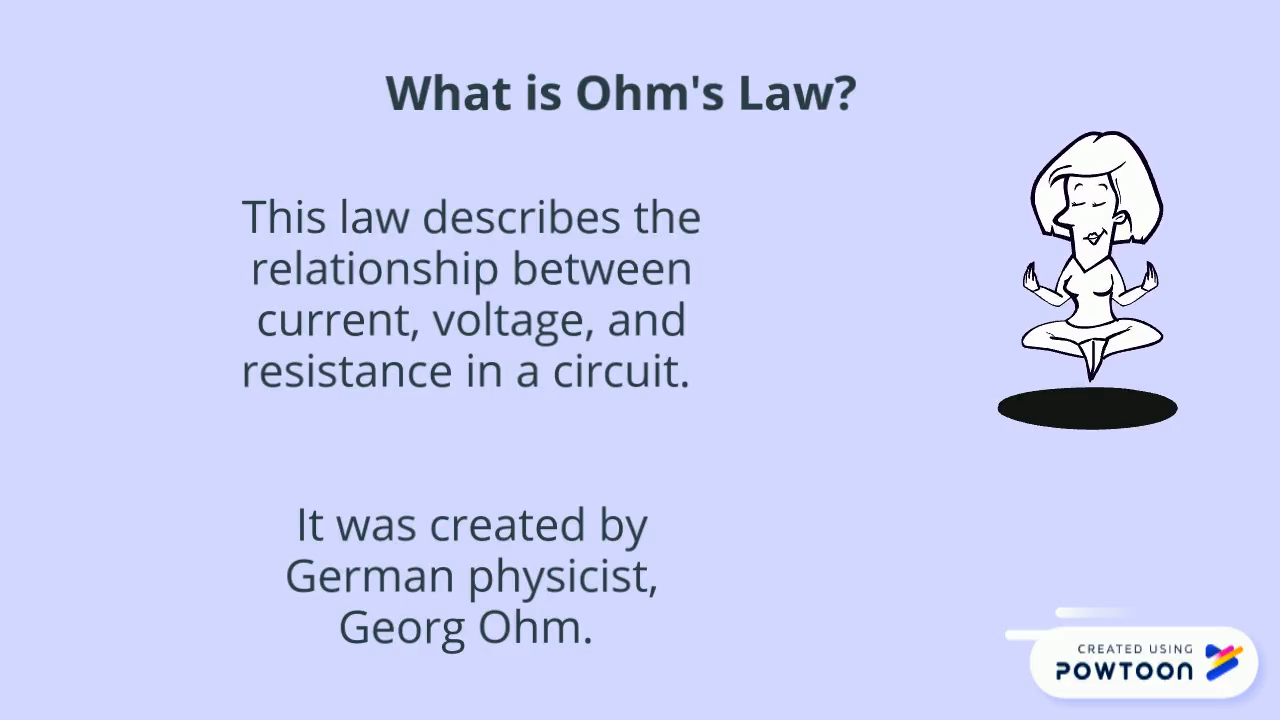 What is Ohm's Law?
This law describes the
relationship between
current, voltage, and
resistance in a circuit.
It was created by
German physicist,
Georg Ohm.
CREATED USING
POWTOON